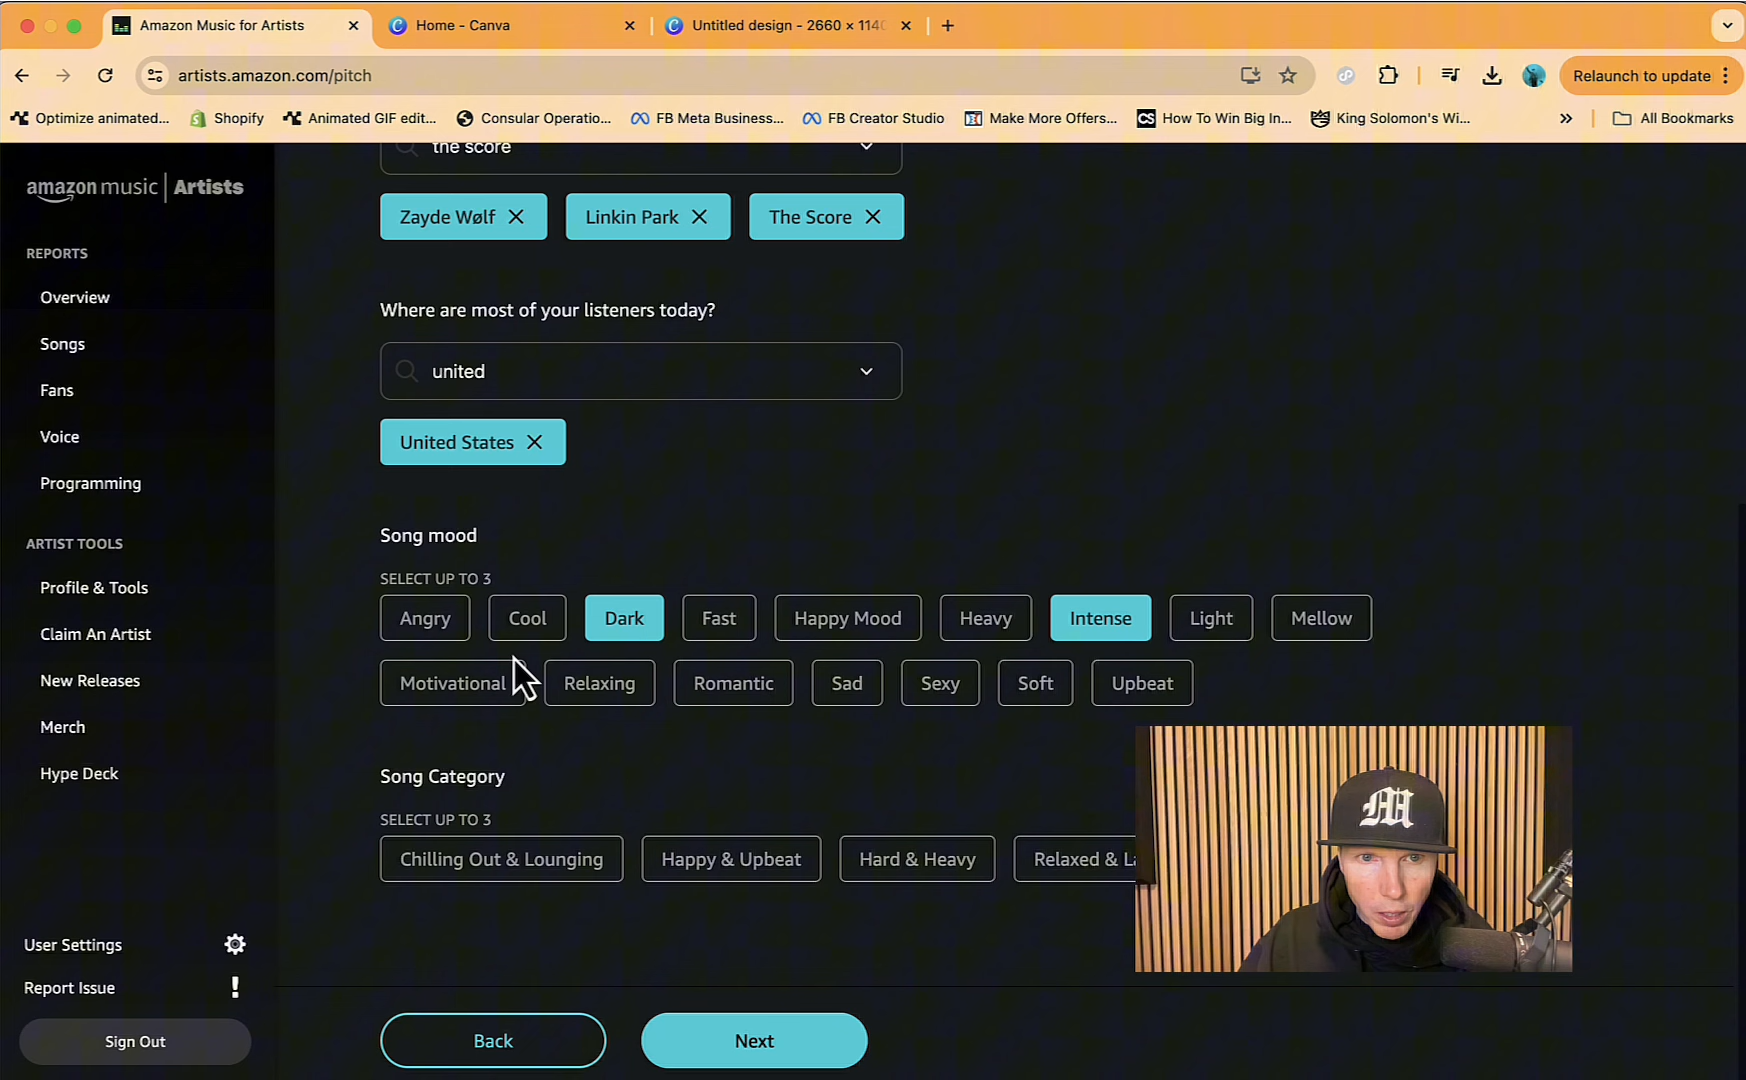 Amazon Music for Artists
Home - Canva
Untitled design - 2660 × 1140
artists.amazon.com/pitch
Relaunch to update
Optimize animated...
Shopify
Animated GIF edit...
Consular Operatio...
FB Meta Business...
FB Creator Studio
Make More Offers...
CS How To Win Big In...
King Solomon's Wi...
All Bookmarks
amazon music | Artists
REPORTS
Overview
Songs
Fans
Voice
Programming
ARTIST TOOLS
Profile & Tools
Claim An Artist
New Releases
Merch
Hype Deck
User Settings
Report Issue
Sign Out
the score
Zayde Wølf
Linkin Park
The Score
Where are most of your listeners today?
united
United States
Song mood
SELECT UP TO 3
Angry Cool Dark Fast Happy Mood Heavy Intense Light Mellow
Motivational Relaxing Romantic Sad Sexy Soft Upbeat
Song Category
SELECT UP TO 3
Chilling Out & Lounging Happy & Upbeat Hard & Heavy Relaxed &
Back Next